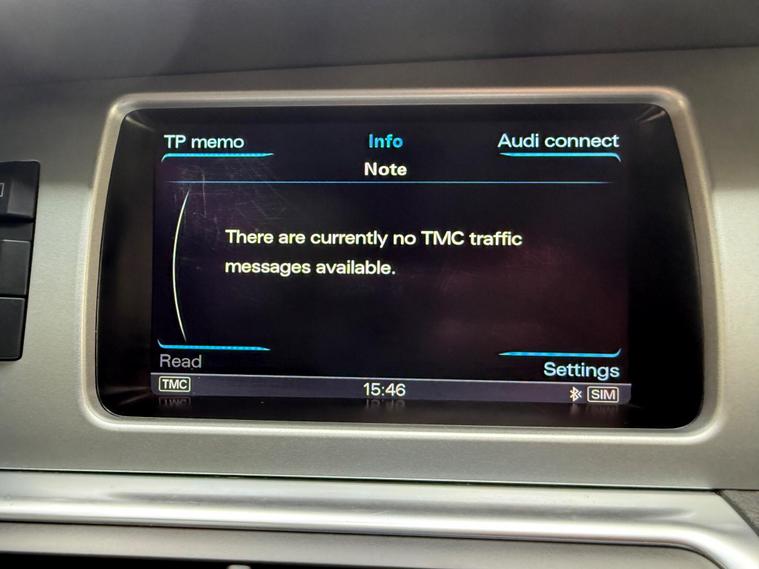 TP memo Info Audi connect
Note
There are currently no TMC traffic
messages available.
Read Settings
TMC 15:46 SIM